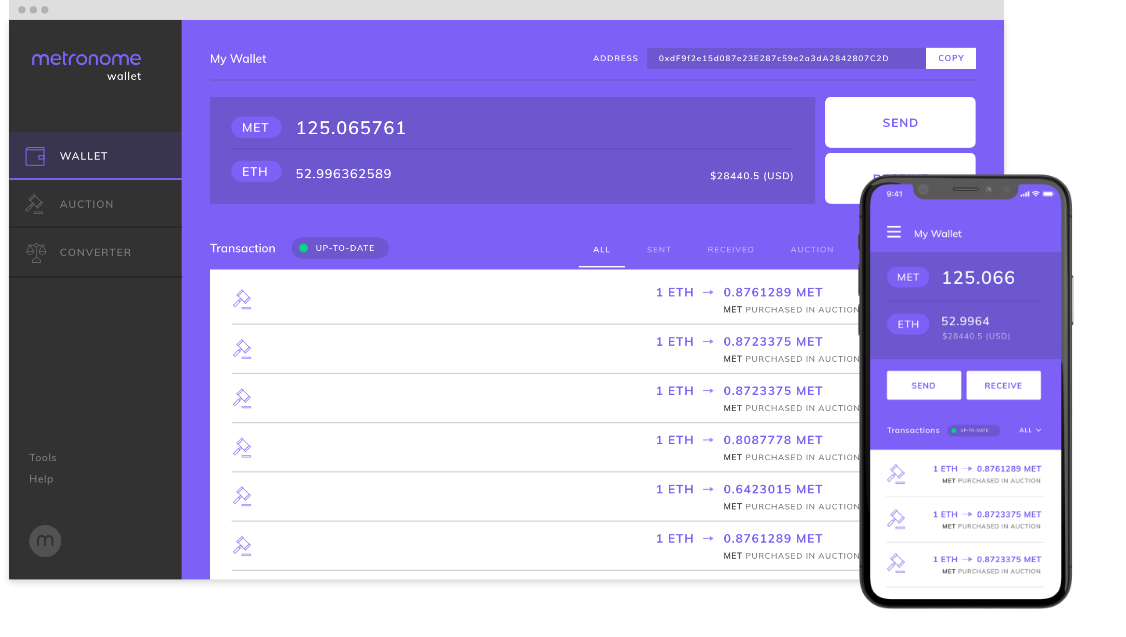 metronome
wallet
WALLET
AUCTION
CONVERTER
Tools
Help
m
My Wallet
ADDRESS 0xdF9f2e15d087e23E287c59e2a3dA2842807C2D COPY
MET 125.065761
ETH 52.996362589 $28440.5 (USD)
SEND
Transaction UP-TO-DATE ALL SENT RECEIVED AUCTION
1 ETH → 0.8761289 MET
MET PURCHASED IN AUCTION
1 ETH → 0.8723375 MET
MET PURCHASED IN AUCTION
1 ETH → 0.8723375 MET
MET PURCHASED IN AUCTION
1 ETH → 0.8087778 MET
MET PURCHASED IN AUCTION
1 ETH → 0.6423015 MET
MET PURCHASED IN AUCTION
1 ETH → 0.8761289 MET
MET PURCHASED IN AUCTION
9:41
My Wallet
MET 125.066
ETH 52.9964
$28440.5 (USD)
SEND RECEIVE
Transactions UP-TO-DATE ALL
1 ETH → 0.8761289 MET
MET PURCHASED IN AUCTION
1 ETH → 0.8723375 MET
MET PURCHASED IN AUCTION
1 ETH → 0.8723375 MET
MET PURCHASED IN AUCTION